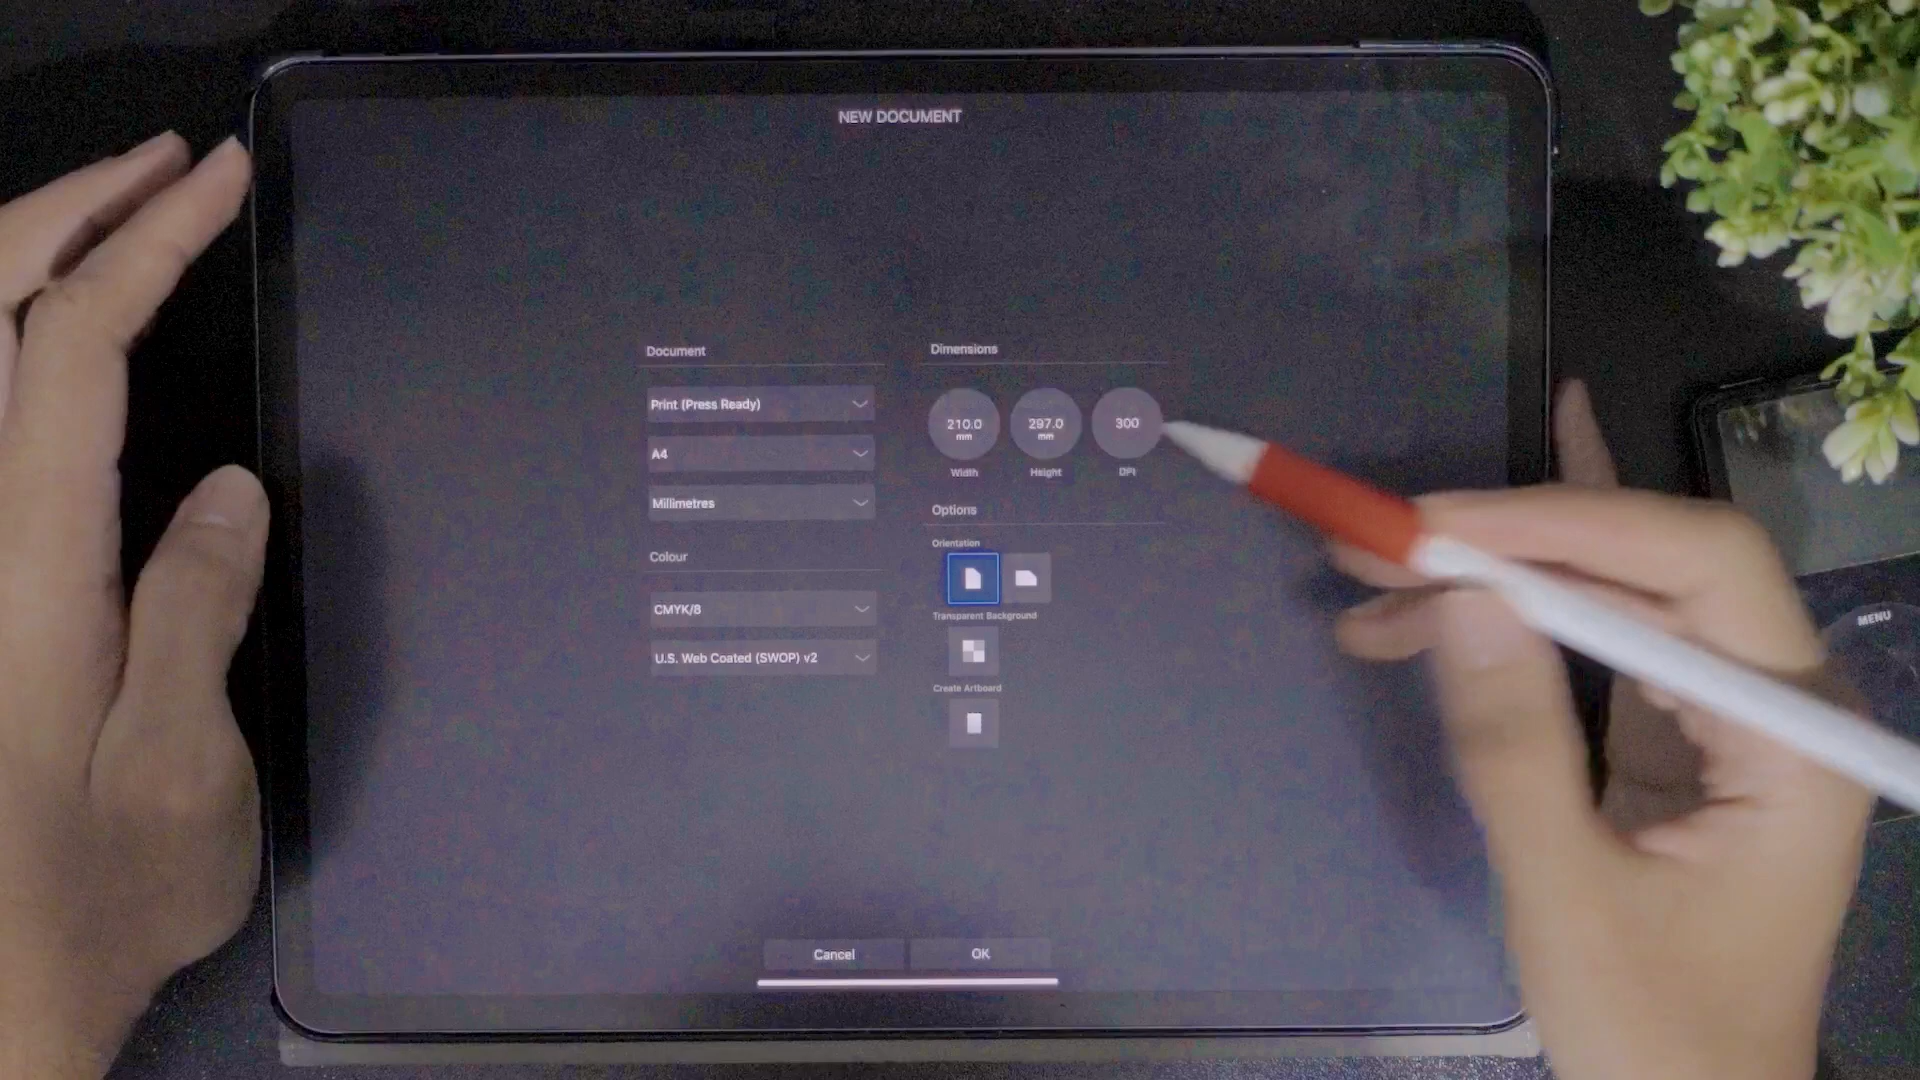 NEW DOCUMENT
Document
Print (Press Ready)
A4
Millimetres
Colour
CMYK/8
U.S. Web Coated (SWOP) v2
Dimensions
210.0
mm
Width
297.0
mm
Height
300
DPI
Options
Orientation
Transparent Background
Create Artboard
Cancel
OK
MENU